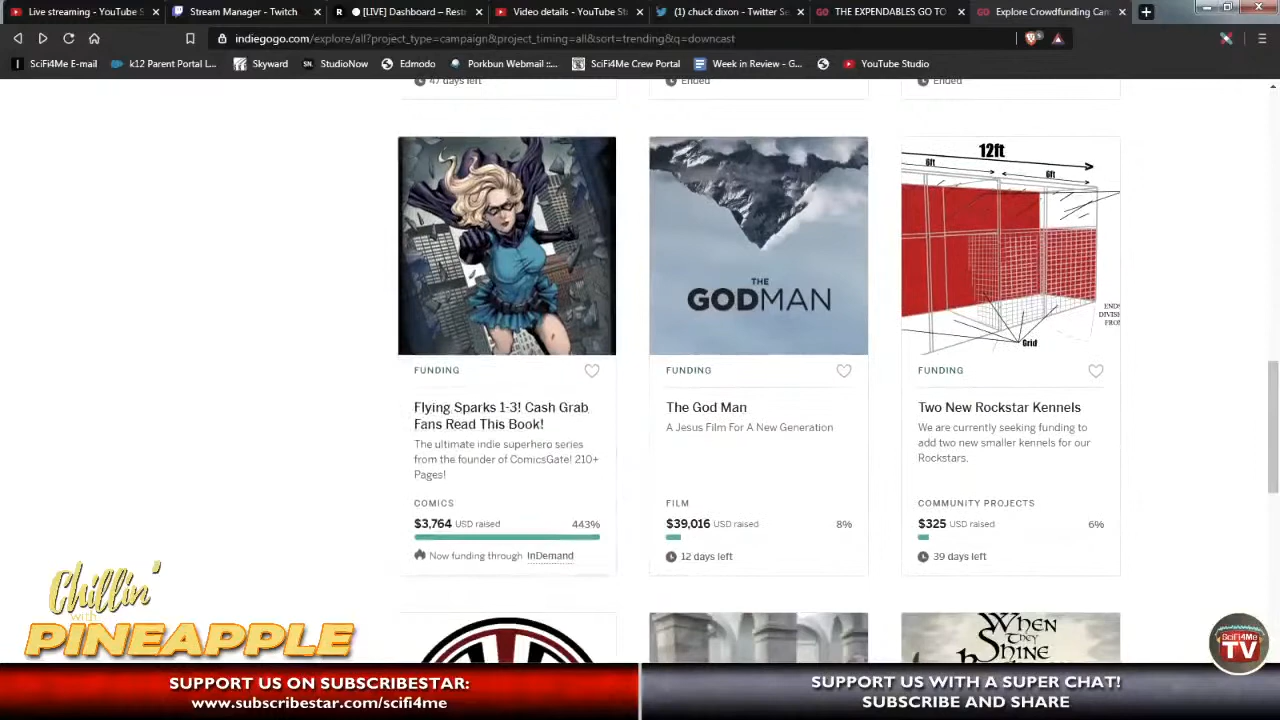 Live streaming - YouTube S
Stream Manager - Twitch
[LIVE] Dashboard – Rest
Video details - YouTube St
(1) chuck dixon - Twitter Se
THE EXPENDABLES GO TO
Explore Crowdfunding Cam
indiegogo.com/explore/all?project_type=campaign&project_timing=all&sort=trending&q=downcast
SciFi4Me E-mail
k12 Parent Portal L...
Skyward
StudioNow
Edmodo
Porkbun Webmail ::...
SciFi4Me Crew Portal
Week in Review - G...
YouTube Studio
47 days left
Ended
Ended
12ft
6ft
6ft
THE
GODMAN
ENDS
DIVIS
FRO
Grid
FUNDING
Flying Sparks 1-3! Cash Grab
Fans Read This Book!
The ultimate indie superhero series
from the founder of ComicsGate! 210+
Pages!
COMICS
$3,764 USD raised 443%
Now funding through InDemand
FUNDING
The God Man
A Jesus Film For A New Generation
FILM
$39,016 USD raised 8%
12 days left
FUNDING
Two New Rockstar Kennels
We are currently seeking funding to
add two new smaller kennels for our
Rockstars.
COMMUNITY PROJECTS
$325 USD raised 6%
39 days left
WHEN
THEY
SHINE
Chillin'
with
PINEAPPLE
SciFi4Me
TV
SUPPORT US ON SUBSCRIBESTAR:
www.subscribestar.com/scifi4me
SUPPORT US WITH A SUPER CHAT!
SUBSCRIBE AND SHARE